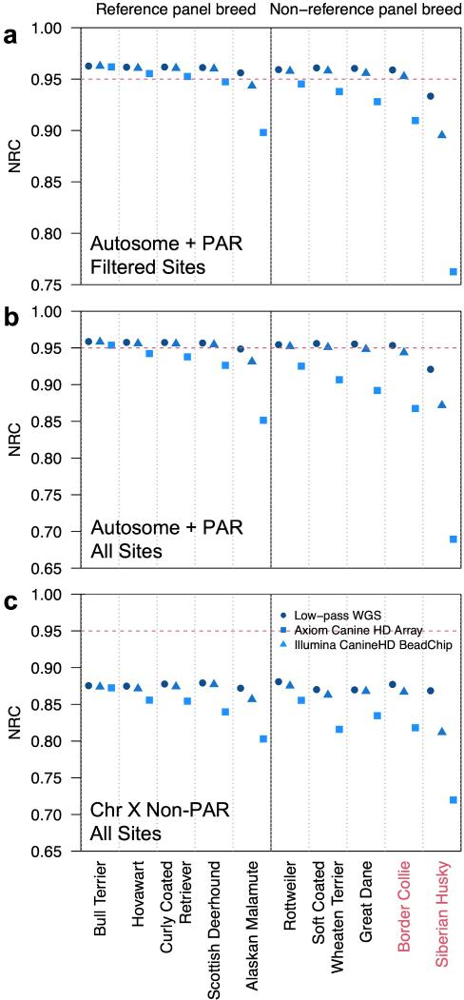 Reference panel breed
Non-reference panel breed
a
1.00
0.95
0.90
0.85
0.80
0.75
NRC
Autosome + PAR
Filtered Sites
b
1.00
0.95
0.90
0.85
0.80
0.75
0.70
0.65
NRC
Autosome + PAR
All Sites
c
1.00
0.95
0.90
0.85
0.80
0.75
0.70
0.65
NRC
Low-pass WGS
Axiom Canine HD Array
Illumina CanineHD BeadChip
Chr X Non-PAR
All Sites
Bull Terrier
Hovawart
Curly Coated
Retriever
Scottish Deerhound
Alaskan Malamute
Rottweiler
Soft Coated
Wheaten Terrier
Great Dane
Border Collie
Siberian Husky